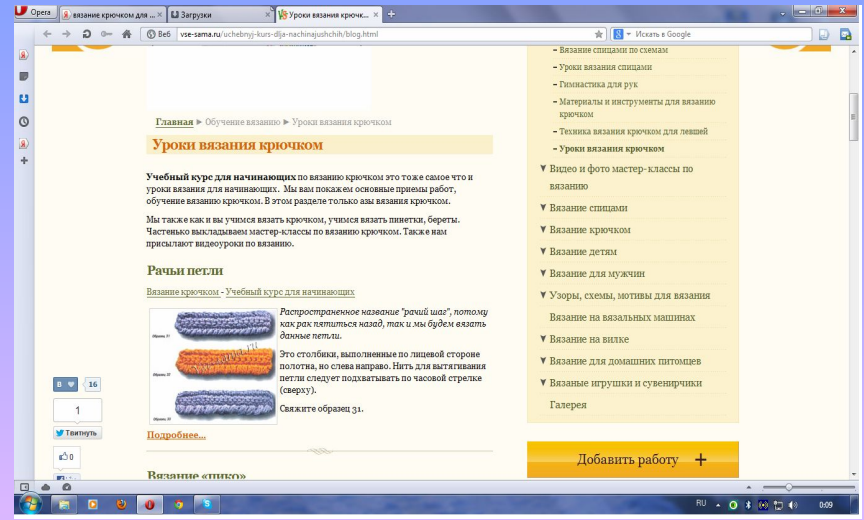 Opera
вязание крючком для ...
Загрузки
Уроки вязания крючк...
Веб
vse-sama.ru/uchebnyj-kurs-dlja-nachinajushchih/blog.html
Искать в Google
Главная ► Обучение вязанию ► Уроки вязания крючком
Уроки вязания крючком
Учебный курс для начинающих по вязанию крючком это тоже самое что и
уроки вязания для начинающих. Мы вам покажем основные приемы работ,
обучение вязанию крючком. В этом разделе только азы вязания крючком.
Мы также как и вы учимся вязать крючком, учимся вязать пинетки, береты.
Частенько выкладываем мастер-классы по вязанию крючком. Также нам
присылают видеоуроки по вязанию.
Рачьи петли
Вязание крючком - Учебный курс для начинающих
Распространенное название "рачий шаг", потому
как рак пятиться назад, так и мы будем вязать
данные петли.
Это столбики, выполненные по лицевой стороне
полотна, но слева направо. Нить для вытягивания
петли следует подхватывать по часовой стрелке
(сверху).
Свяжите образец 31.
Подробнее...
Вязание «пико»
В
16
1
Твитнуть
0
– Вязание спицами по схемам
– Уроки вязания спицами
– Гимнастика для рук
– Материалы и инструменты для вязанию
крючком
– Техника вязания крючком для левшей
– Уроки вязания крючком
Видео и фото мастер-классы по
вязанию
Вязание спицами
Вязание крючком
Вязание детям
Вязание для мужчин
Узоры, схемы, мотивы для вязания
Вязание на вязальных машинах
Вязание на вилке
Вязание для домашних питомцев
Вязаные игрушки и сувенирчики
Галерея
Добавить работу +
RU
0:09